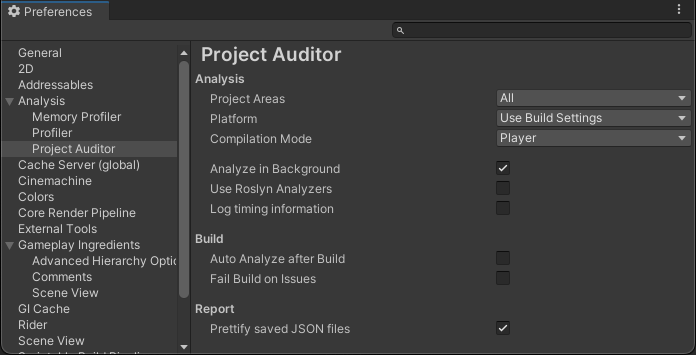 Preferences
General
2D
Addressables
Analysis
Memory Profiler
Profiler
Project Auditor
Cache Server (global)
Cinemachine
Colors
Core Render Pipeline
External Tools
Gameplay Ingredients
Advanced Hierarchy Optio
Comments
Scene View
GI Cache
Rider
Scene View
Project Auditor
Analysis
Project Areas All
Platform Use Build Settings
Compilation Mode Player
Analyze in Background
Use Roslyn Analyzers
Log timing information
Build
Auto Analyze after Build
Fail Build on Issues
Report
Prettify saved JSON files